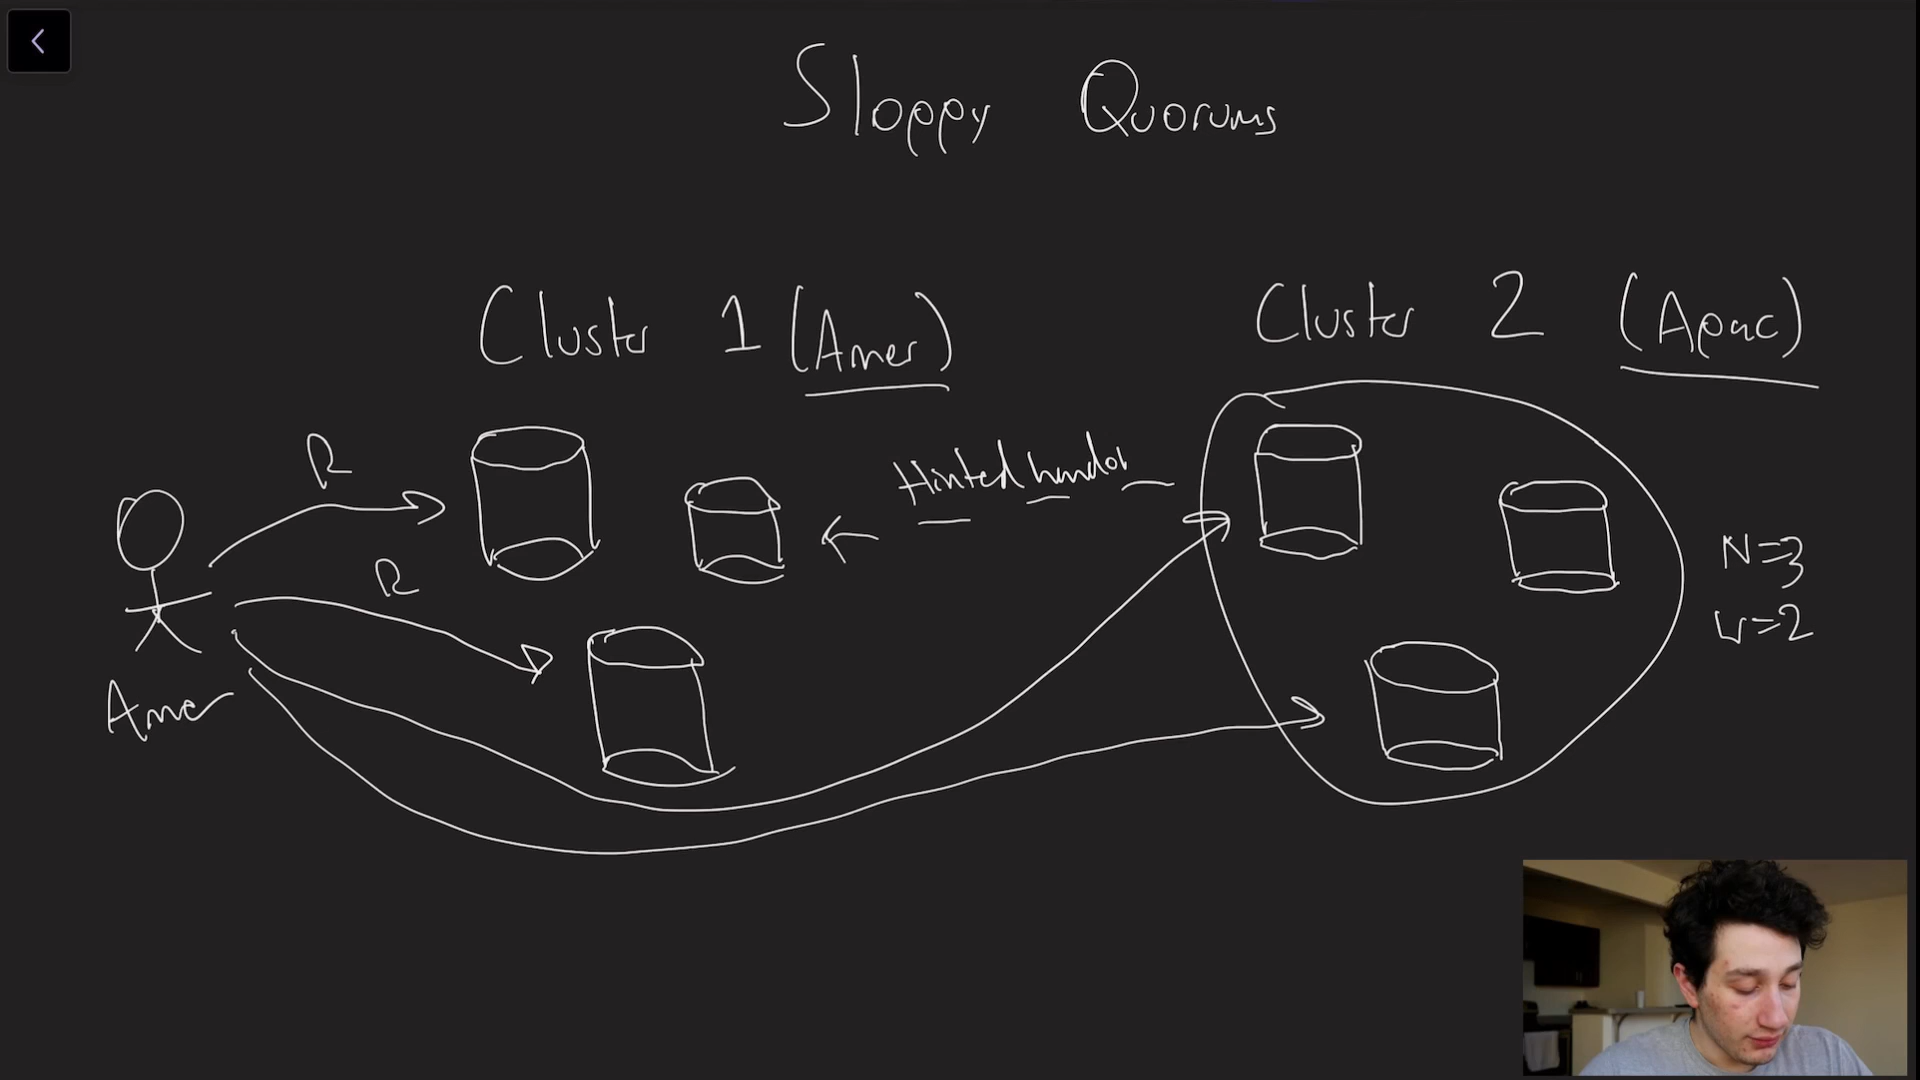 Sloppy Quorums
Cluster 1 (Amer)
Cluster 2 (Apac)
R
Hinted handoff
R
N=3
W=2
Amer